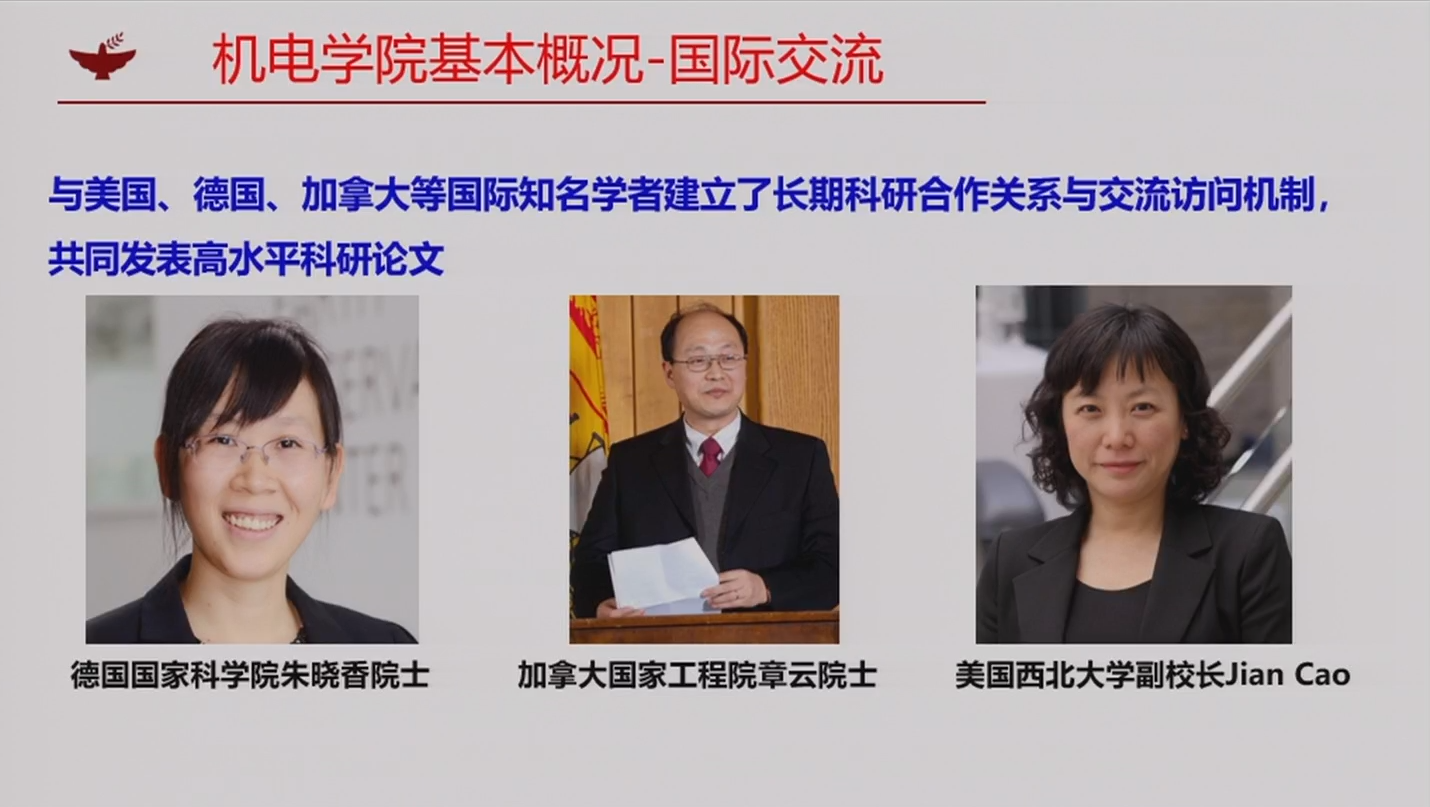 机电学院基本概况-国际交流
与美国、德国、加拿大等国际知名学者建立了长期科研合作关系与交流访问机制，
共同发表高水平科研论文
德国国家科学院朱晓香院士
加拿大国家工程院章云院士
美国西北大学副校长Jian Cao